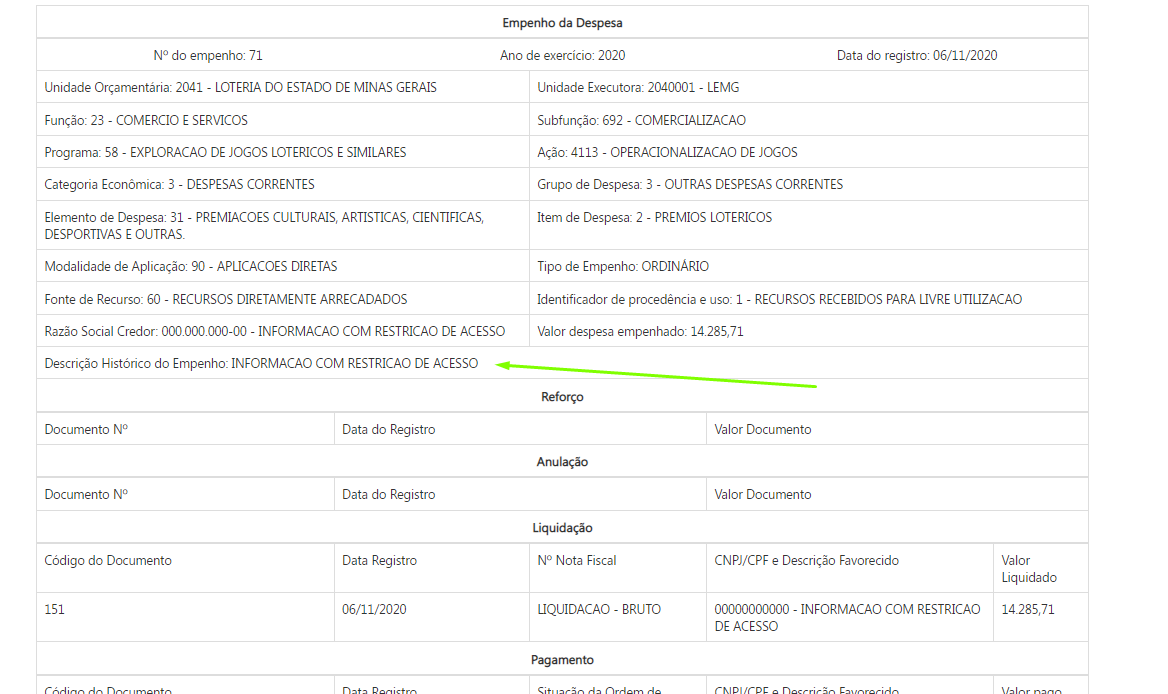 Empenho da Despesa
Nº do empenho: 71 Ano de exercício: 2020 Data do registro: 06/11/2020
Unidade Orçamentária: 2041 - LOTERIA DO ESTADO DE MINAS GERAIS Unidade Executora: 2040001 - LEMG
Função: 23 - COMERCIO E SERVICOS Subfunção: 692 - COMERCIALIZACAO
Programa: 58 - EXPLORACAO DE JOGOS LOTERICOS E SIMILARES Ação: 4113 - OPERACIONALIZACAO DE JOGOS
Categoria Econômica: 3 - DESPESAS CORRENTES Grupo de Despesa: 3 - OUTRAS DESPESAS CORRENTES
Elemento de Despesa: 31 - PREMIACOES CULTURAIS, ARTISTICAS, CIENTIFICAS, Item de Despesa: 2 - PREMIOS LOTERICOS
DESPORTIVAS E OUTRAS.
Modalidade de Aplicação: 90 - APLICACOES DIRETAS Tipo de Empenho: ORDINÁRIO
Fonte de Recurso: 60 - RECURSOS DIRETAMENTE ARRECADADOS Identificador de procedência e uso: 1 - RECURSOS RECEBIDOS PARA LIVRE UTILIZACAO
Razão Social Credor: 000.000.000-00 - INFORMACAO COM RESTRICAO DE ACESSO Valor despesa empenhado: 14.285,71
Descrição Histórico do Empenho: INFORMACAO COM RESTRICAO DE ACESSO
Reforço
Documento Nº Data do Registro Valor Documento
Anulação
Documento Nº Data do Registro Valor Documento
Liquidação
Código do Documento Data Registro Nº Nota Fiscal CNPJ/CPF e Descrição Favorecido Valor
Liquidado
151 06/11/2020 LIQUIDACAO - BRUTO 00000000000 - INFORMACAO COM RESTRICAO 14.285,71
DE ACESSO
Pagamento
Código do Documento Data Registro Situação da Ordem de CNPJ/CPF e Descrição Favorecido Valor pago